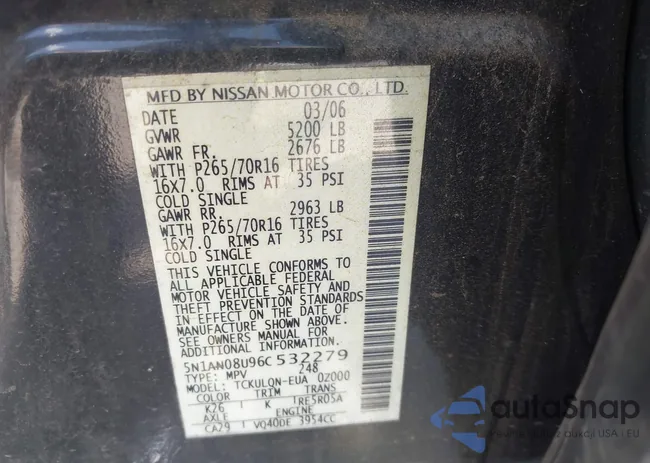 MFD BY NISSAN MOTOR CO., LTD.
DATE 03/06
GVWR 5200 LB
GAWR FR. 2676 LB
WITH P265/70R16 TIRES
16X7.0 RIMS AT 35 PSI
COLD SINGLE
GAWR RR. 2963 LB
WITH P265/70R16 TIRES
16X7.0 RIMS AT 35 PSI
COLD SINGLE
THIS VEHICLE CONFORMS TO
ALL APPLICABLE FEDERAL
MOTOR VEHICLE SAFETY AND
THEFT PREVENTION STANDARDS
IN EFFECT ON THE DATE OF
MANUFACTURE SHOWN ABOVE.
SEE OWNERS MANUAL FOR
ADDITIONAL INFORMATION.
5N1AN08U96C532279
TYPE: MPV 248
MODEL: TCKULQN-EUA 0Z000
COLOR TRIM TRANS
K26 K RE5R05A
AXLE ENGINE
CA29 VQ40DE 3954CC
autoSnap
z aukcji USA i EU